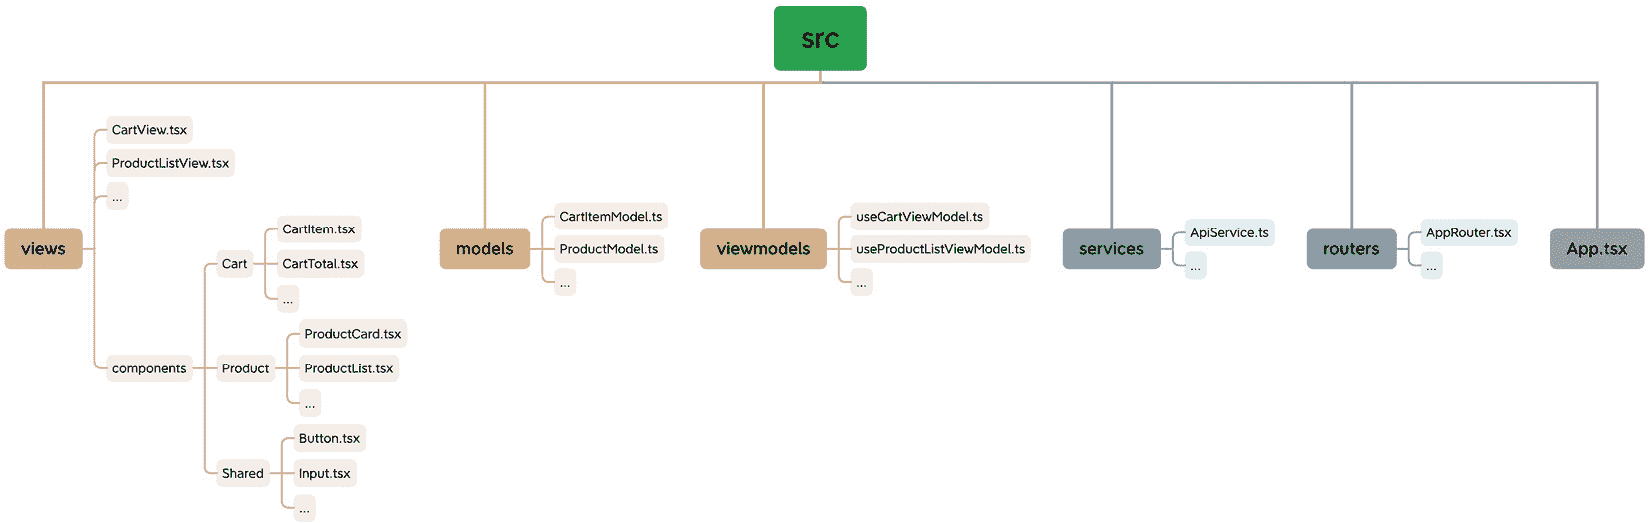 src
views
CartView.tsx
ProductListView.tsx
...
components
Cart
CartItem.tsx
CartTotal.tsx
...
Product
ProductCard.tsx
ProductList.tsx
...
Shared
Button.tsx
Input.tsx
...
models
CartItemModel.ts
ProductModel.ts
...
viewmodels
useCartViewModel.ts
useProductListViewModel.ts
...
services
ApiService.ts
...
routers
AppRouter.tsx
...
App.tsx